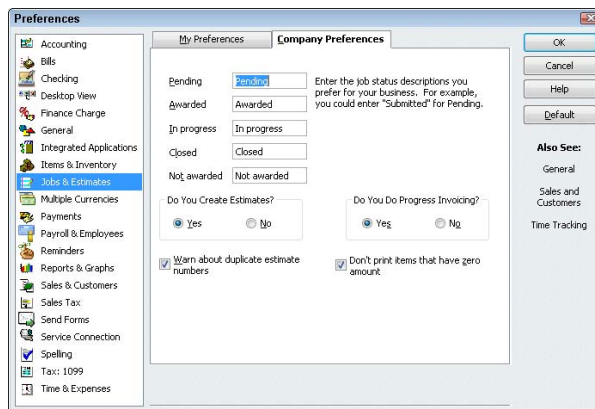 Preferences
Accounting
Bills
Checking
Desktop View
Finance Charge
General
Integrated Applications
Items & Inventory
Jobs & Estimates
Multiple Currencies
Payments
Payroll & Employees
Reminders
Reports & Graphs
Sales & Customers
Sales Tax
Send Forms
Service Connection
Spelling
Tax: 1099
Time & Expenses
My Preferences
Company Preferences
Pending Pending
Awarded Awarded
In progress In progress
Closed Closed
Not awarded Not awarded
Enter the job status descriptions you
prefer for your business. For example,
you could enter "Submitted" for Pending.
Do You Create Estimates?
Yes No
Do You Do Progress Invoicing?
Yes No
Warn about duplicate estimate
numbers
Don't print items that have zero
amount
OK
Cancel
Help
Default
Also See:
General
Sales and
Customers
Time Tracking